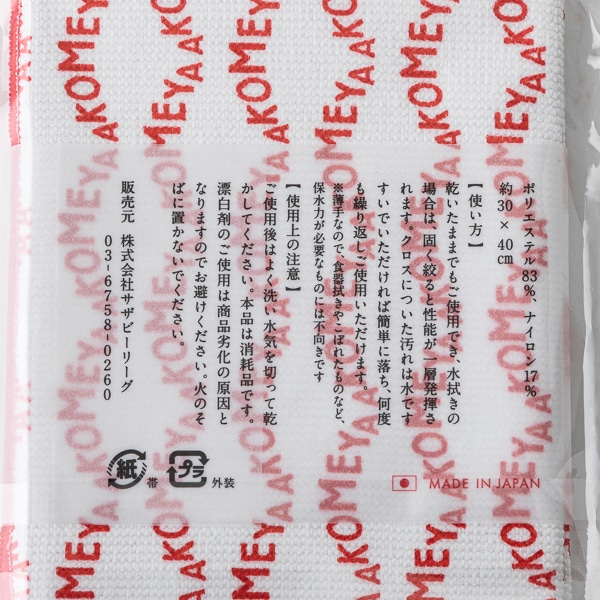 ポリエステル83%、ナイロン17%
約30×40㎝
【使い方】
乾いたままでもご使用でき、水拭きの
場合は、固く絞ると性能が一層発揮さ
れます。クロスについた汚れは水です
すいでいただければ簡単に落ち、何度
も繰り返しご使用いただけます。
※薄手なので、食器拭きやこぼれたものなど、
保水力が必要なものには不向きです
【使用上の注意】
ご使用後はよく洗い水気を切って乾
かしてください。本品は消耗品です。
漂白剤のご使用は商品劣化の原因と
なりますのでお避けください。火のそ
ばに置かないでください。
販売元 株式会社サザビーリーグ
03-6758-0260
紙 帯
プラ 外装
MADE IN JAPAN
AKOMEYA
AKOMEYA
AKOMEYA
AKOMEYA
AKOMEYA
AKOMEYA